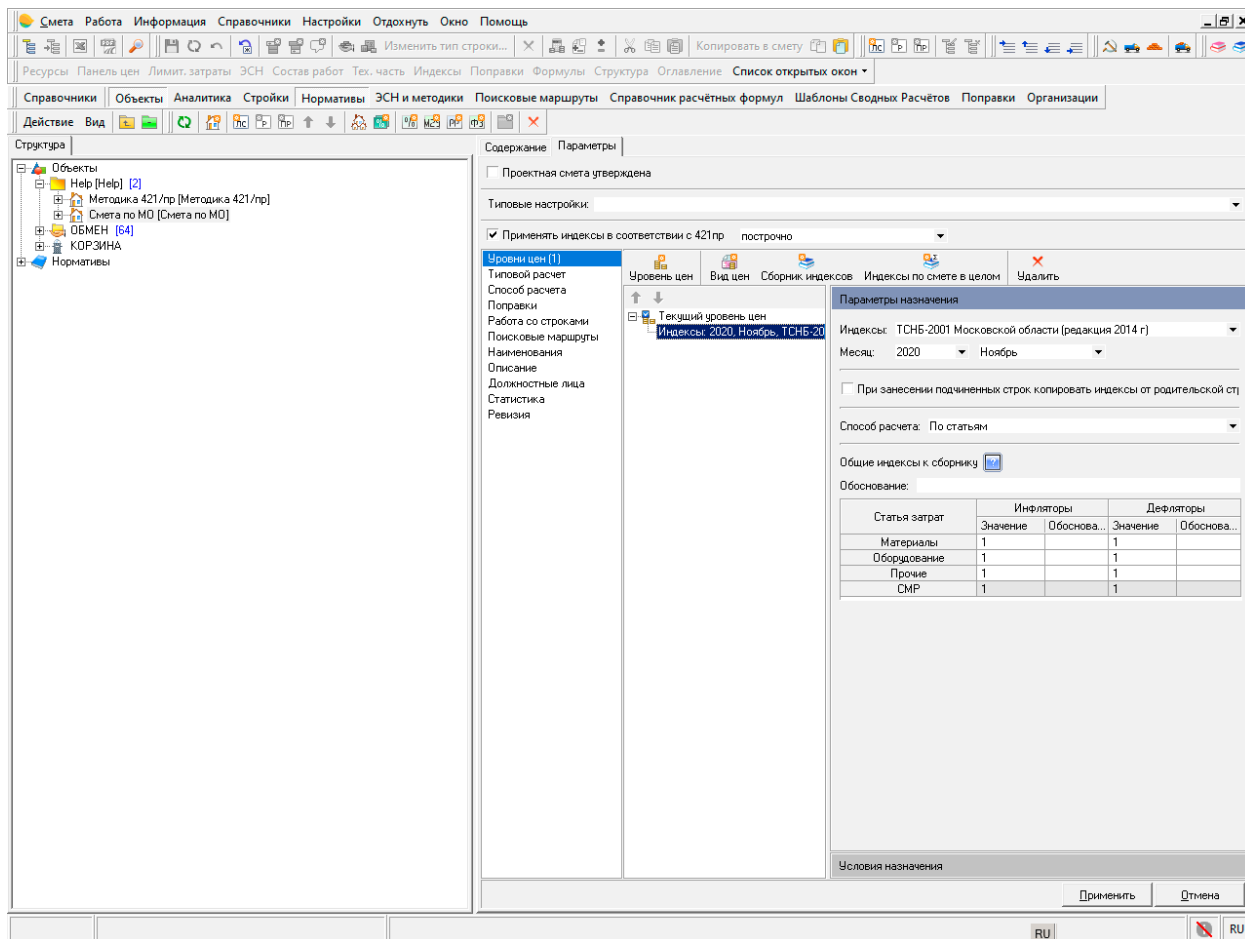 Смета Работа Информация Справочники Настройки Отдохнуть Окно Помощь
Изменить тип строки... Копировать в смету
Ресурсы Панель цен Лимит. затраты ЭСН Состав работ Тех. часть Индексы Поправки Формулы Структура Оглавление Список открытых окон
Справочники Объекты Аналитика Стройки Нормативы ЭСН и методики Поисковые маршруты Справочник расчётных формул Шаблоны Сводных Расчётов Поправки Организации
Действие Вид
Структура
Объекты
Help [Help] [2]
Методика 421/пр [Методика 421/пр]
Смета по МО [Смета по МО]
ОБМЕН [64]
КОРЗИНА
Нормативы
Содержание Параметры
Проектная смета утверждена
Типовые настройки:
Применять индексы в соответствии с 421пр построчно
Уровни цен (1)
Типовой расчет
Способ расчета
Поправки
Работа со строками
Поисковые маршруты
Наименования
Описание
Должностные лица
Статистика
Ревизия
Уровень цен Вид цен Сборник индексов Индексы по смете в целом Удалить
Текущий уровень цен
Индексы: 2020, Ноябрь, ТСНБ-20
Параметры назначения
Индексы: ТСНБ-2001 Московской области (редакция 2014 г)
Месяц: 2020 Ноябрь
При занесении подчиненных строк копировать индексы от родительской ст
Способ расчета: По статьям
Общие индексы к сборнику
Обоснование:
Статья затрат Инфляторы Дефляторы
Значение Обоснова... Значение Обоснова...
Материалы 1 1
Оборудование 1 1
Прочие 1 1
СМР 1 1
Условия назначения
Применить Отмена
RU RU